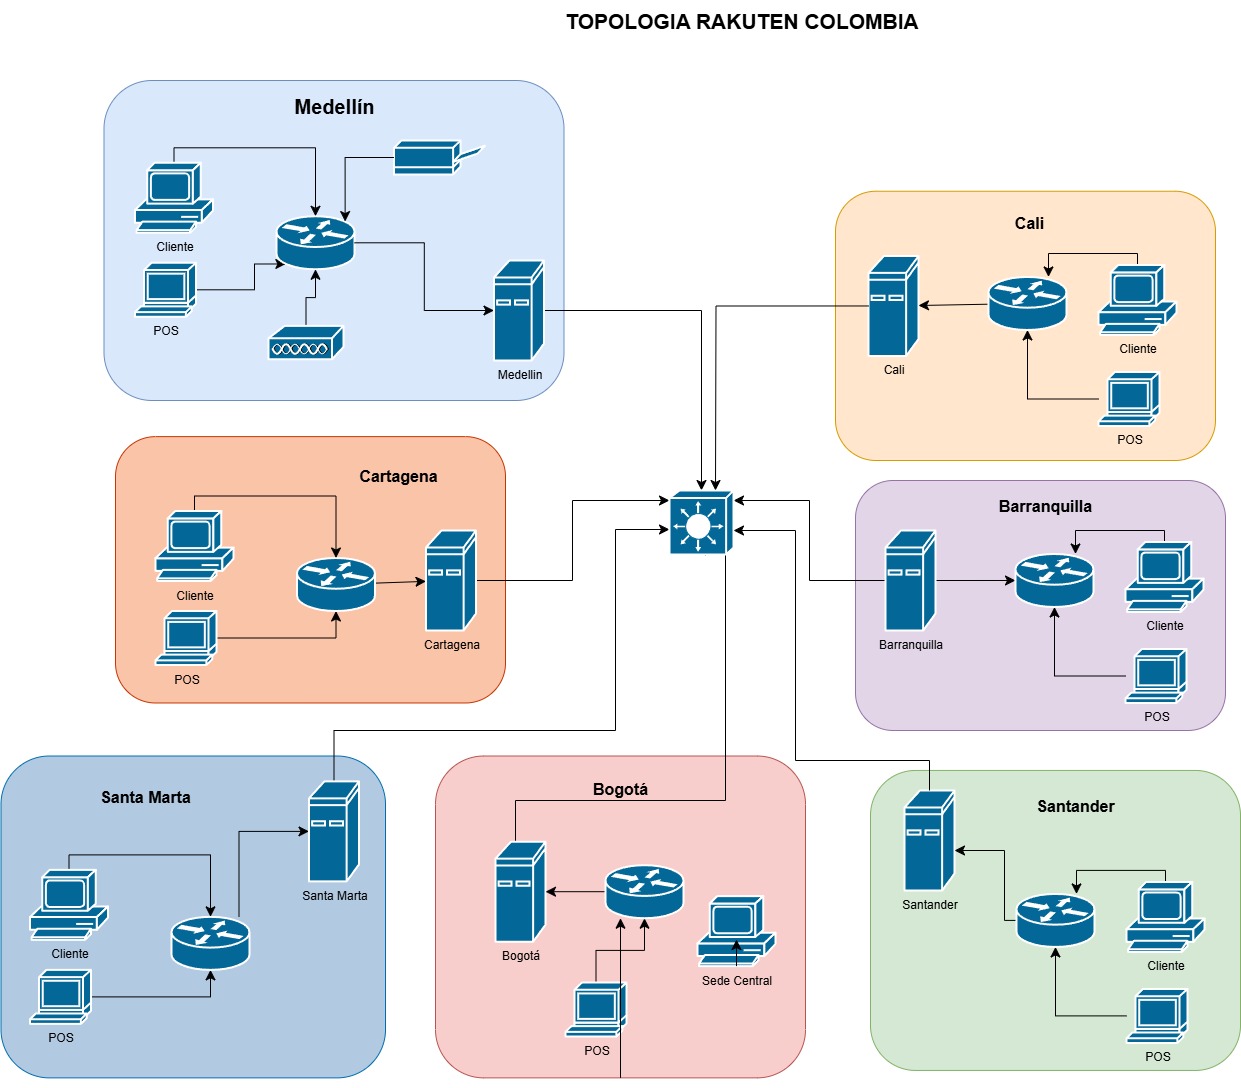 TOPOLOGIA RAKUTEN COLOMBIA
Medellín
Cliente
POS
Medellin
Cali
Cliente
Cali
POS
Cartagena
Cliente
Cartagena
POS
Barranquilla
Cliente
Barranquilla
POS
Santa Marta
Santa Marta
Cliente
POS
Bogotá
Bogotá
Sede Central
POS
Santander
Santander
Cliente
POS